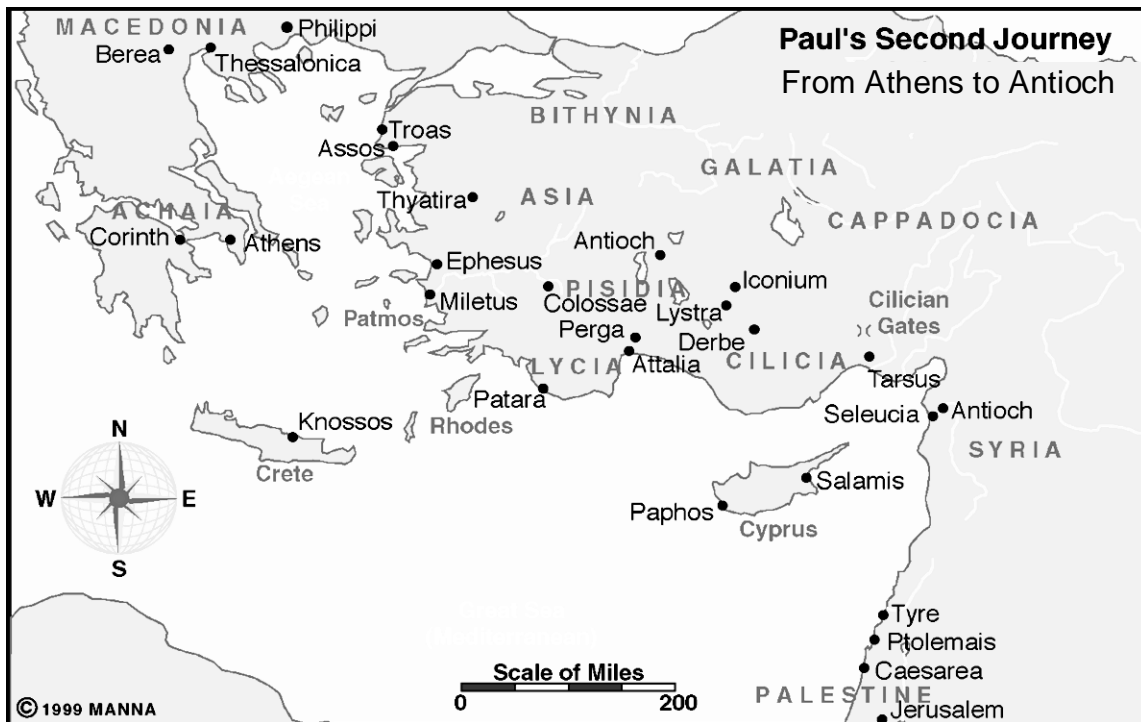 MACEDONIA
Philippi
Berea
Thessalonica
Paul's Second Journey
From Athens to Antioch
BITHYNIA
Troas
Assos
GALATIA
Thyatira
ASIA
CAPPADOCIA
ACHAIA
Corinth
Athens
Antioch
Ephesus
PISIDIA
Iconium
Miletus
Colossae
Lystra
Cilician
Gates
Patmos
Perga
Derbe
LYCIA
Attalia
CILICIA
Tarsus
Patara
Rhodes
Seleucia
Antioch
Knossos
SYRIA
Crete
N
W
E
S
Salamis
Paphos
Cyprus
Great Sea
(Mediterranean)
Tyre
Ptolemais
Caesarea
Scale of Miles
0
200
PALESTINE
Jerusalem
© 1999 MANNA